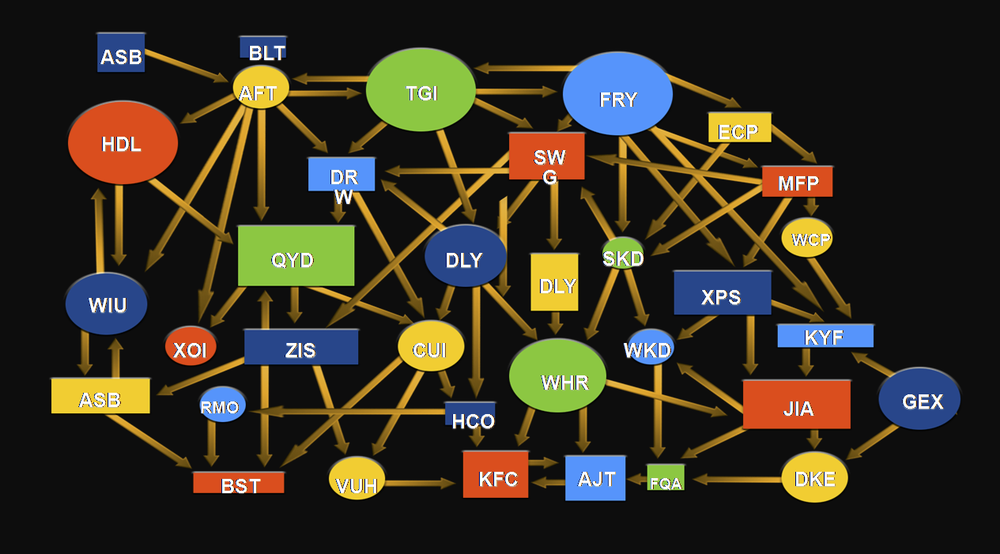 ASB
BLT
AFT
TGI
FRY
ECP
HDL
SW
G
DR
W
MFP
WCP
QYD
DLY
SKD
DLY
XPS
WIU
XOI
ZIS
CUI
WKD
KYF
WHR
ASB
RMO
HCO
JIA
GEX
BST
VUH
KFC
AJT
FQA
DKE